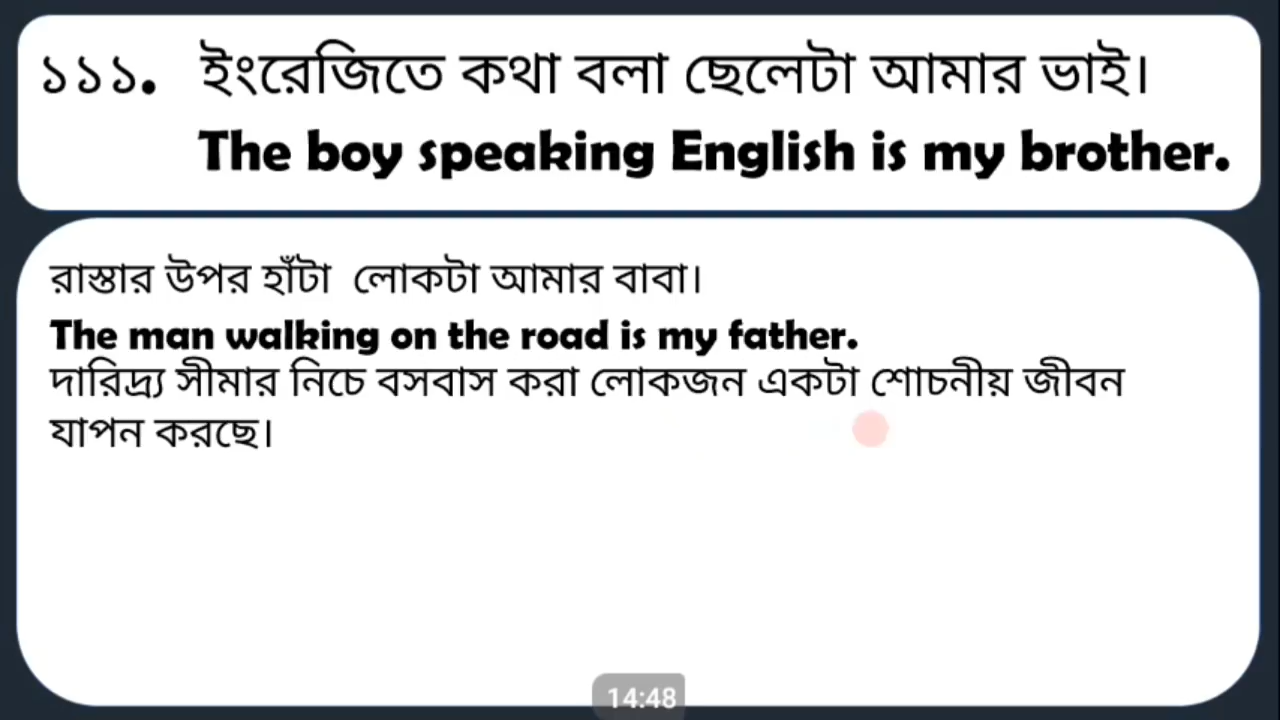 ১১১. ইংরেজিতে কথা বলা ছেলেটা আমার ভাই।
The boy speaking English is my brother.
রাস্তার উপর হাঁটা লোকটা আমার বাবা।
The man walking on the road is my father.
দারিদ্র্য সীমার নিচে বসবাস করা লোকজন একটা শোচনীয় জীবন
যাপন করছে।
14:48